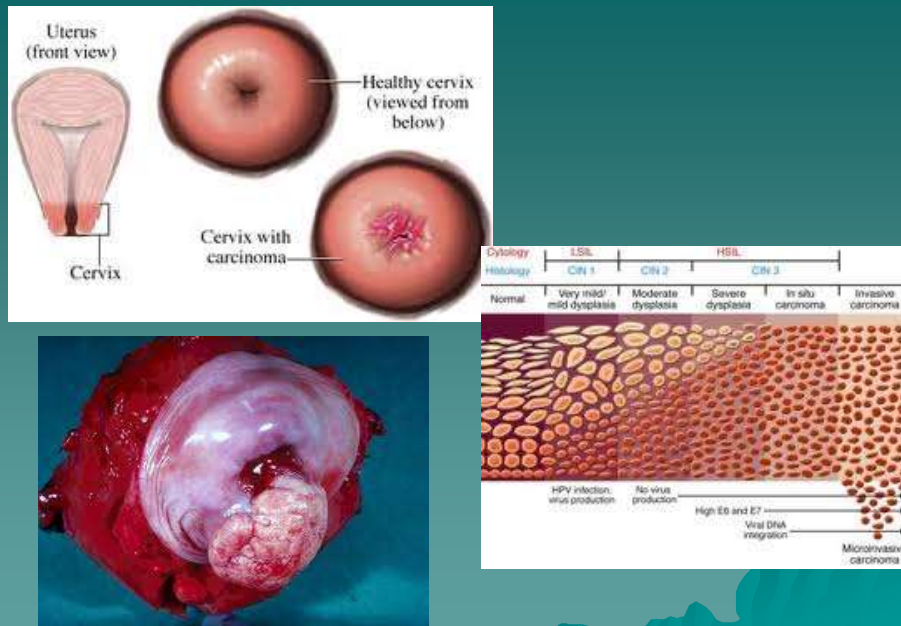 Uterus
(front view)
Healthy cervix
(viewed from
below)
Cervix with
carcinoma
Cervix
Cytology LSIL HSIL
Histology CIN 1 CIN 2 CIN 3
Normal Very mild/ Moderate Severe In situ Invasive
mild dysplasia dysplasia dysplasia carcinoma carcinoma
HPV infection, No virus
virus production production
High E6 and E7
Viral DNA
integration
Microinvasiv
carcinoma